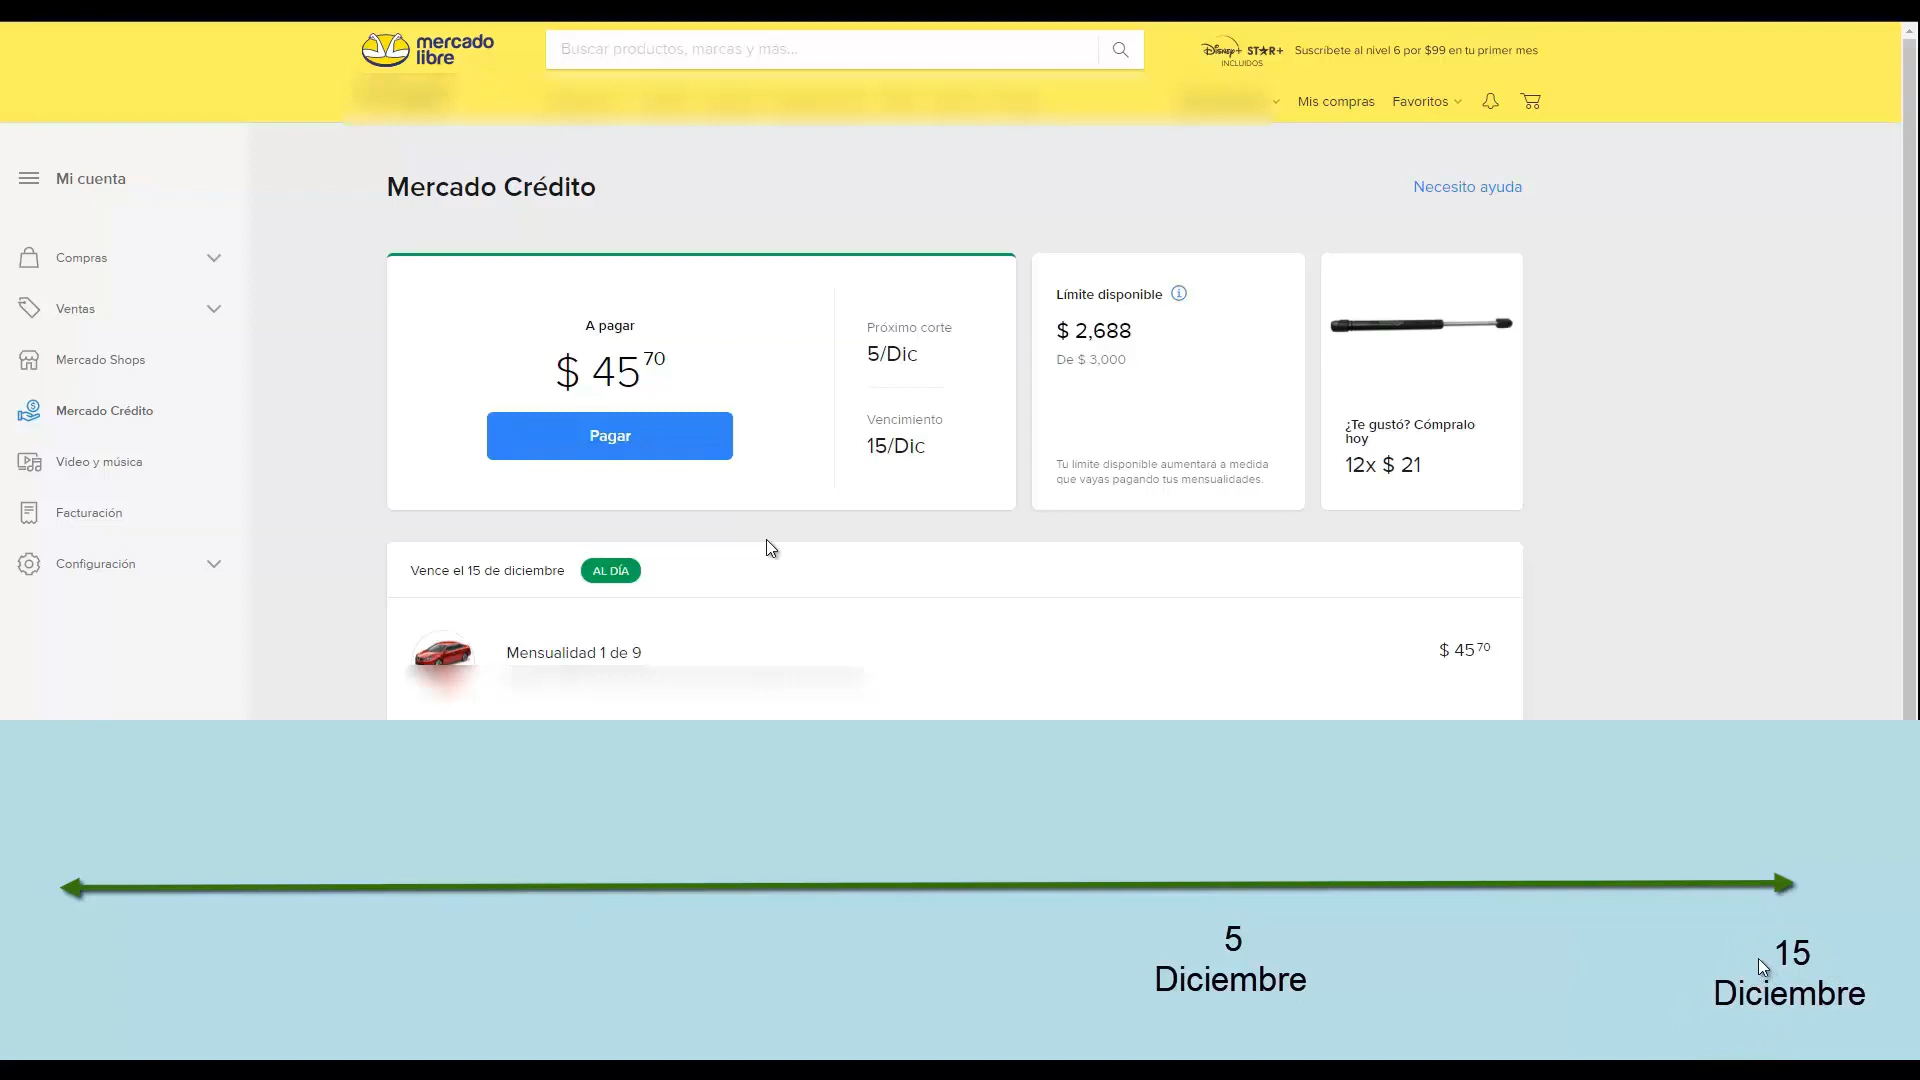 mercado
libre
Buscar productos, marcas y más...
Disney+ STAR+
INCLUIDOS
Suscríbete al nivel 6 por $99 en tu primer mes
Mis compras
Favoritos
Mi cuenta
Compras
Ventas
Mercado Shops
Mercado Crédito
Video y música
Facturación
Configuración
Mercado Crédito
Necesito ayuda
A pagar
$ 45 70
Pagar
Próximo corte
5/Dic
Vencimiento
15/Dic
Límite disponible
$ 2,688
De $ 3,000
Tu límite disponible aumentará a medida
que vayas pagando tus mensualidades.
¿Te gustó? Cómpralo
hoy
12x $ 21
Vence el 15 de diciembre
AL DÍA
Mensualidad 1 de 9
$ 45 70
5
Diciembre
15
Diciembre